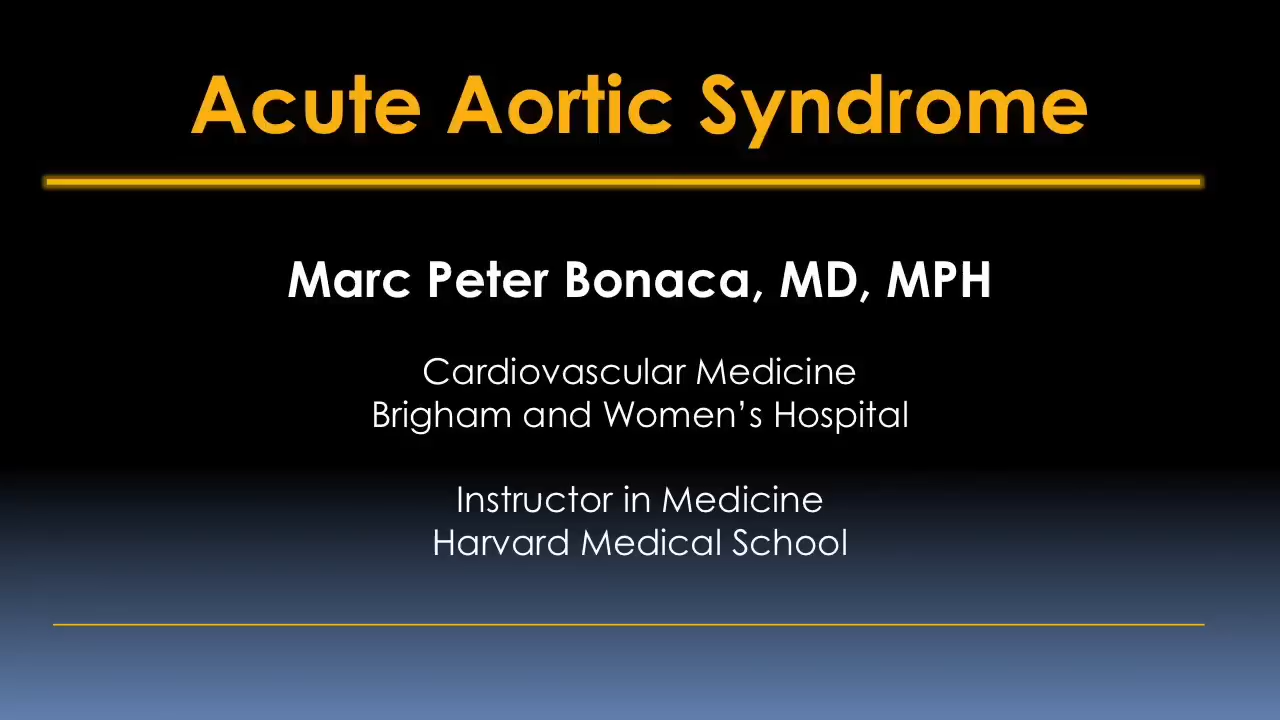 Acute Aortic Syndrome
Marc Peter Bonaca, MD, MPH
Cardiovascular Medicine
Brigham and Women’s Hospital
Instructor in Medicine
Harvard Medical School